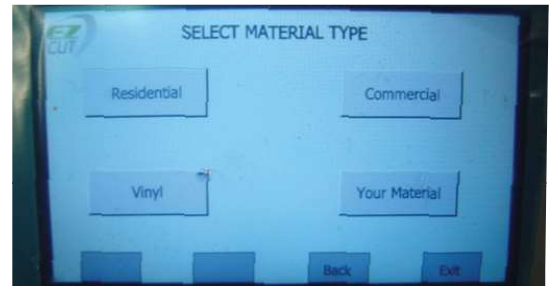 EZ
CUT
SELECT MATERIAL TYPE
Residential
Commercial
Vinyl
Your Material
Back
Exit